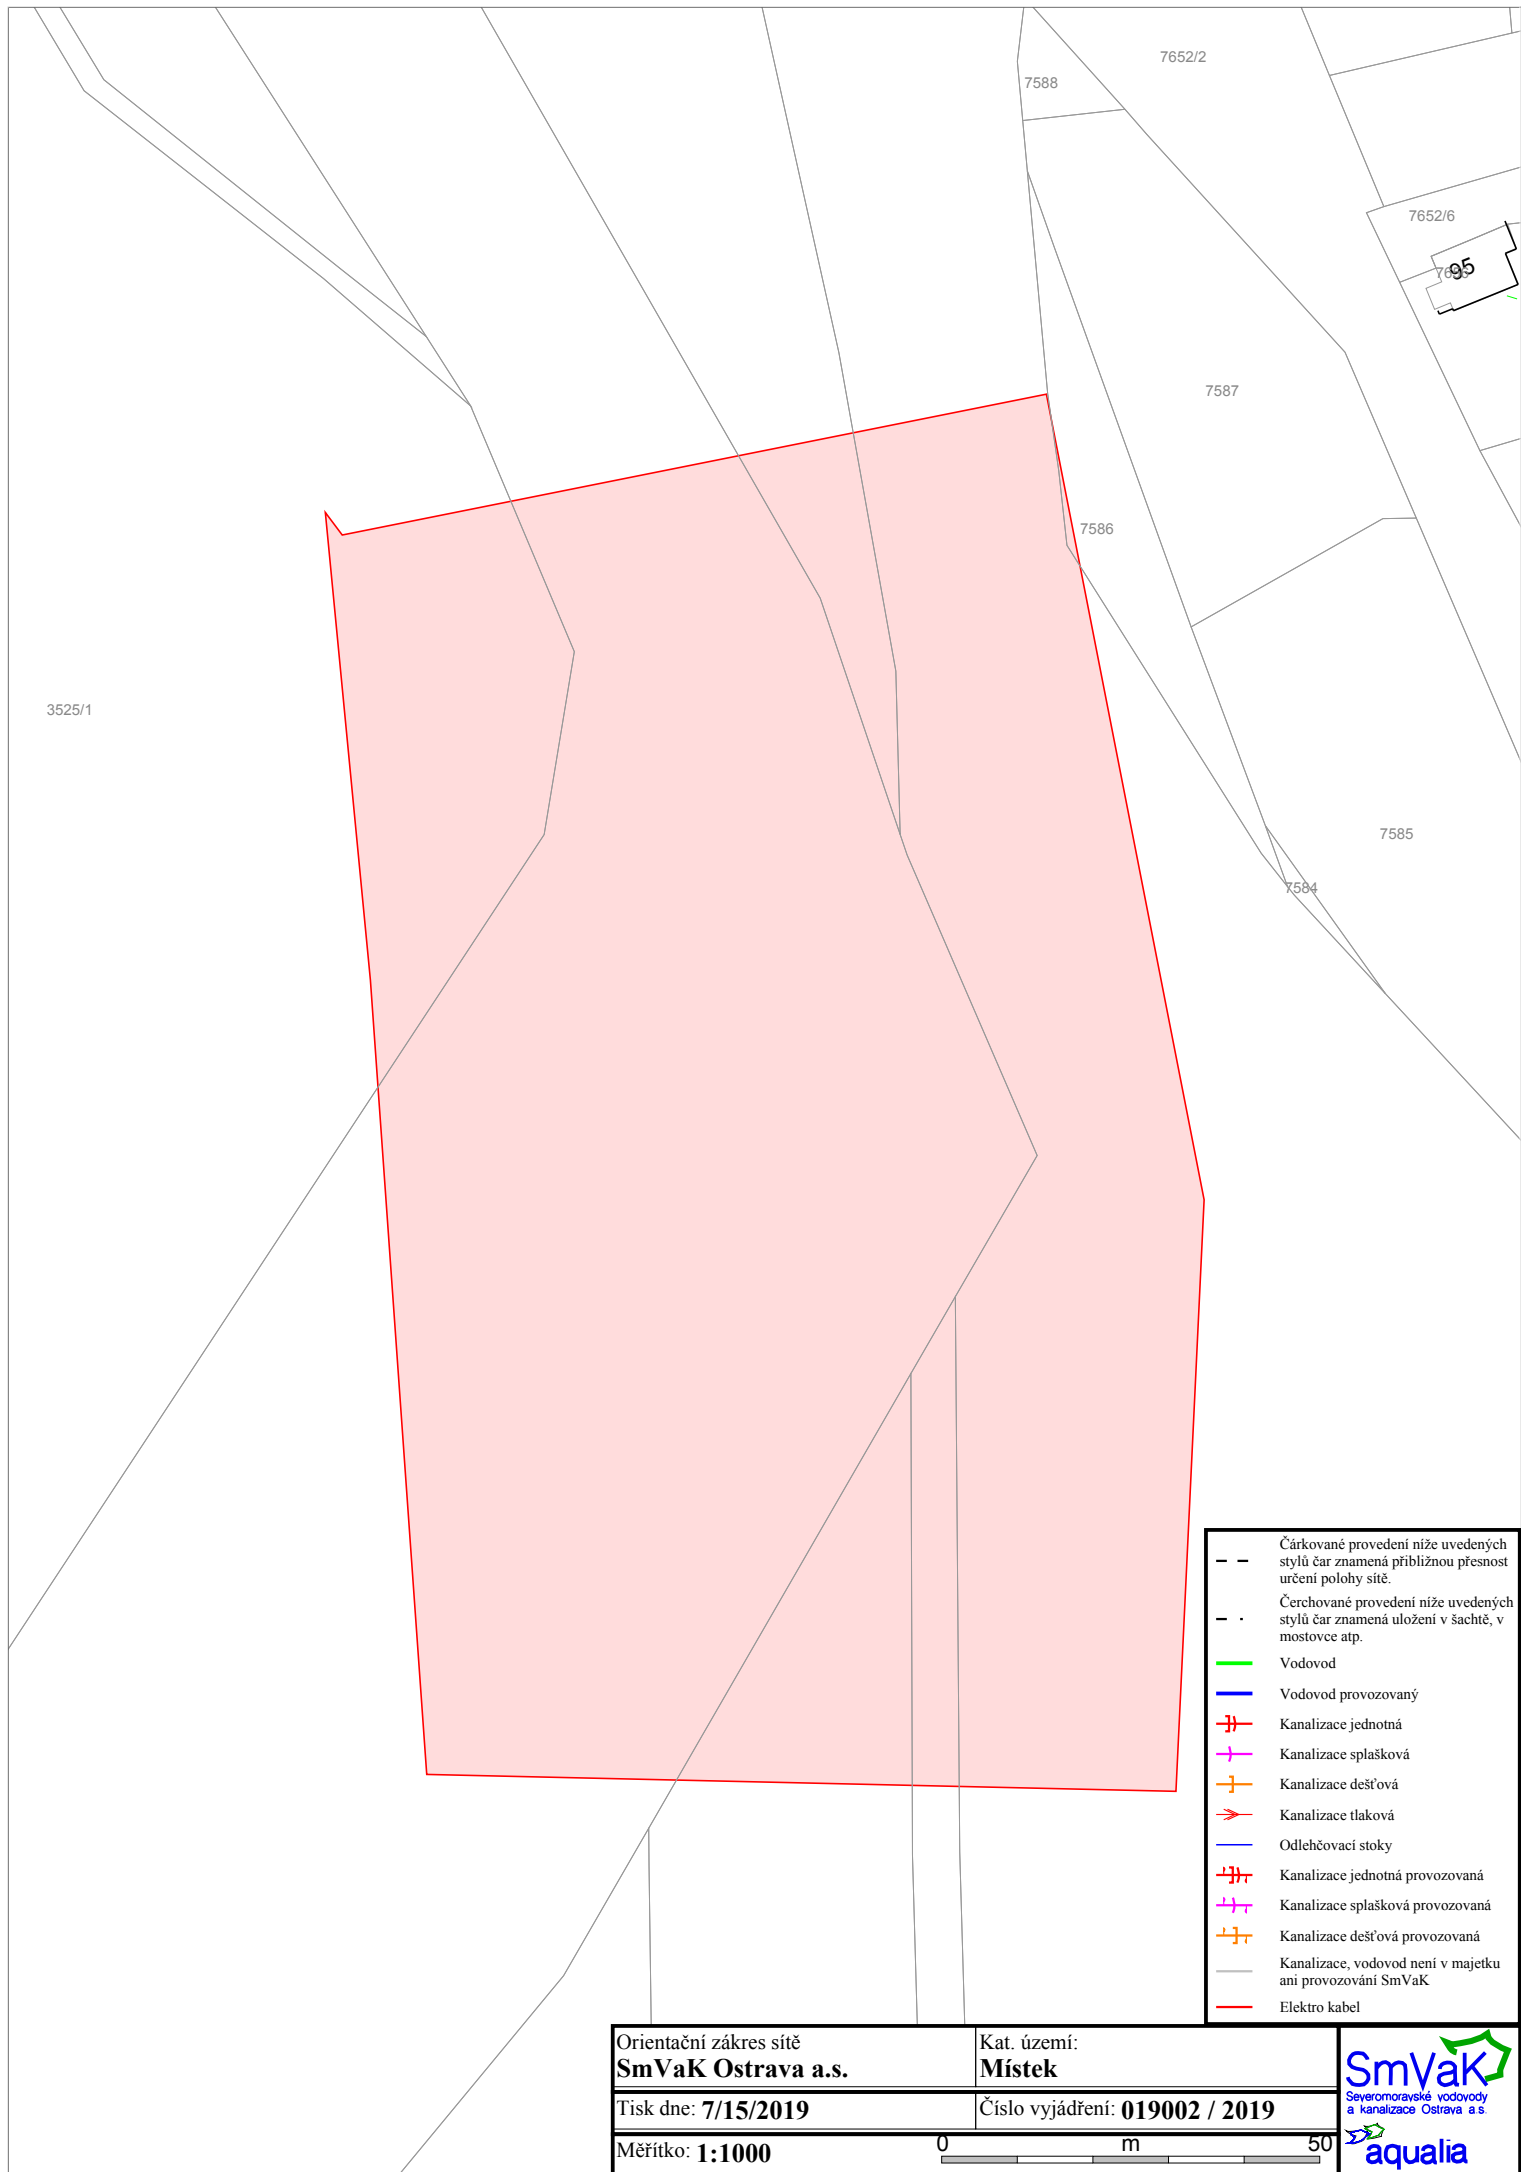 7652/2
7588
7652/6
95
7587
7586
3525/1
7585
7584
Čárkované provedení níže uvedených
stylů čar znamená přibližnou přesnost
určení polohy sítě.
Čerchované provedení níže uvedených
stylů čar znamená uložení v šachtě, v
mostovce atp.
Vodovod
Vodovod provozovaný
Kanalizace jednotná
Kanalizace splašková
Kanalizace dešťová
Kanalizace tlaková
Odlehčovací stoky
Kanalizace jednotná provozovaná
Kanalizace splašková provozovaná
Kanalizace dešťová provozovaná
Kanalizace, vodovod není v majetku
ani provozování SmVaK
Elektro kabel
Orientační zákres sítě
SmVaK Ostrava a.s.
Kat. území:
Místek
Tisk dne: 7/15/2019
Číslo vyjádření: 019002 / 2019
Měřítko: 1:1000
0 m 50
SmVaK
Severomoravské vodovody
a kanalizace Ostrava a.s.
aqualia